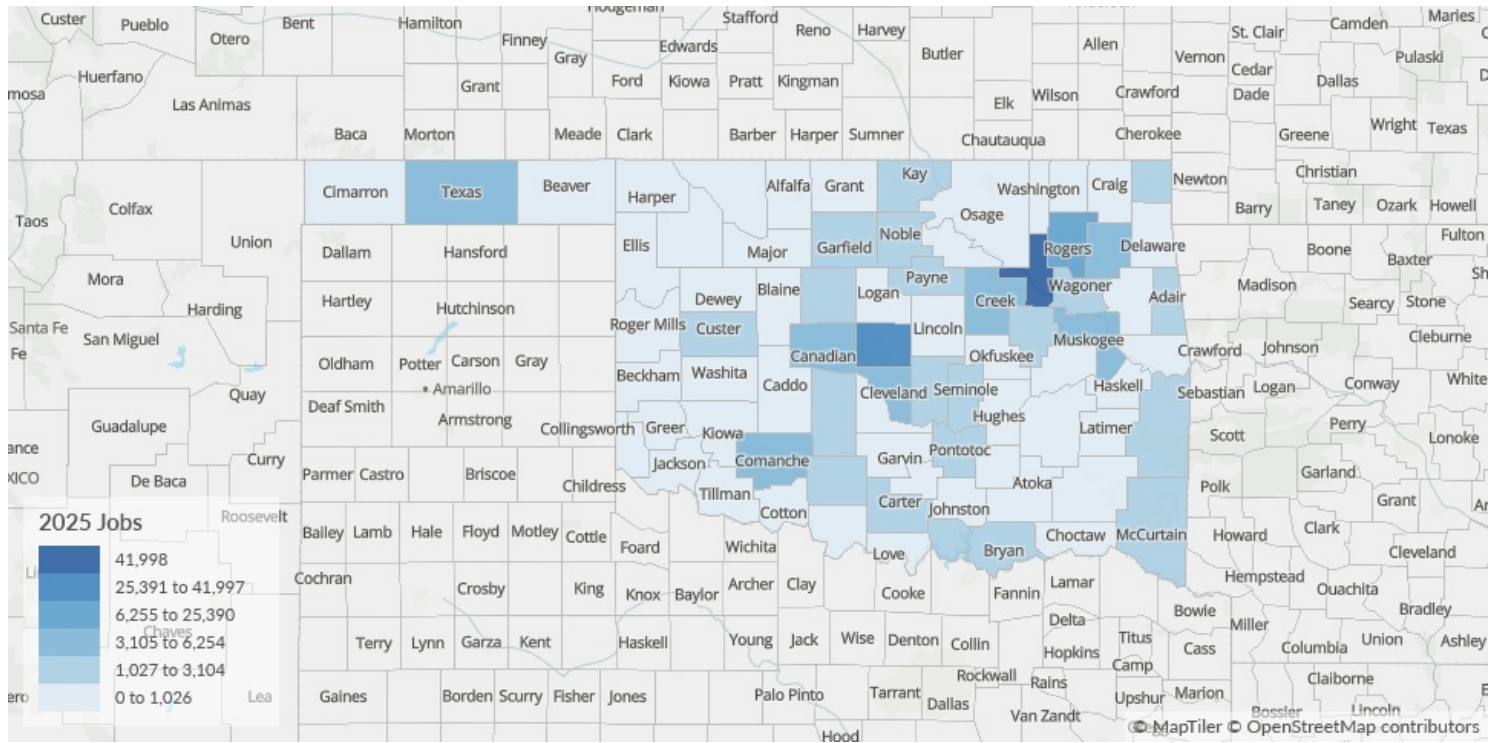 Custer Pueblo Bent Hamilton Hodgeman Stafford Reno Harvey St. Clair Camden Maries
Otero Finney Gray Edwards Butler Allen Vernon Pulaski
Huerfano Grant Ford Kiowa Pratt Kingman Elk Wilson Crawford Cedar Dallas
mosa Las Animas Dade
Baca Morton Meade Clark Barber Harper Sumner Chautauqua Cherokee Greene Wright Texas
Cimarron Texas Beaver Harper Alfalfa Grant Kay Washington Craig Newton Christian
Taos Colfax Osage Barry Taney Ozark Howell
Union Dallam Hansford Ellis Major Garfield Noble Rogers Delaware Boone Baxter Fulton
Mora Hartley Harding Hutchinson Dewey Blaine Logan Payne Creek Wagoner Adair Madison Searcy Stone
Santa Fe San Miguel Roger Mills Custer Lincoln Muskogee Cleburne
Fe Oldham Potter Carson Gray Canadian Okfuskee Crawford Johnson
Quay Amarillo Beckham Washita Caddo Cleveland Seminole Haskell Sebastian Logan Conway White
Deaf Smith Armstrong Collingsworth Greer Kiowa Hughes Latimer
Guadalupe Scott Perry Lonoke
ance Curry
XICO De Baca Parmer Castro Briscoe Childress Jackson Comanche Garvin Pontotoc Polk Garland
Tillman Cotton Carter Johnston Atoka Grant
Roosevelt Bailey Lamb Hale Floyd Motley Cottle Foard Wichita Love Bryan Choctaw McCurtain Howard Clark Cleveland
2025 Jobs
41,998
25,391 to 41,997
6,255 to 25,390
3,105 to 6,254
1,027 to 3,104
0 to 1,026
Chaves
Lea
Cochran Crosby King Knox Baylor Archer Clay Cooke Fannin Lamar Hempstead Ouachita
Bowie Miller Bradley
Terry Lynn Garza Kent Haskell Young Jack Wise Denton Collin Delta Hopkins Titus Camp Cass Columbia Union Ashley
Gaines Borden Scurry Fisher Jones Palo Pinto Tarrant Dallas Rockwall Rains Upshur Marion Claiborne
Van Zandt Bossier Lincoln
Hood
© MapTiler © OpenStreetMap contributors